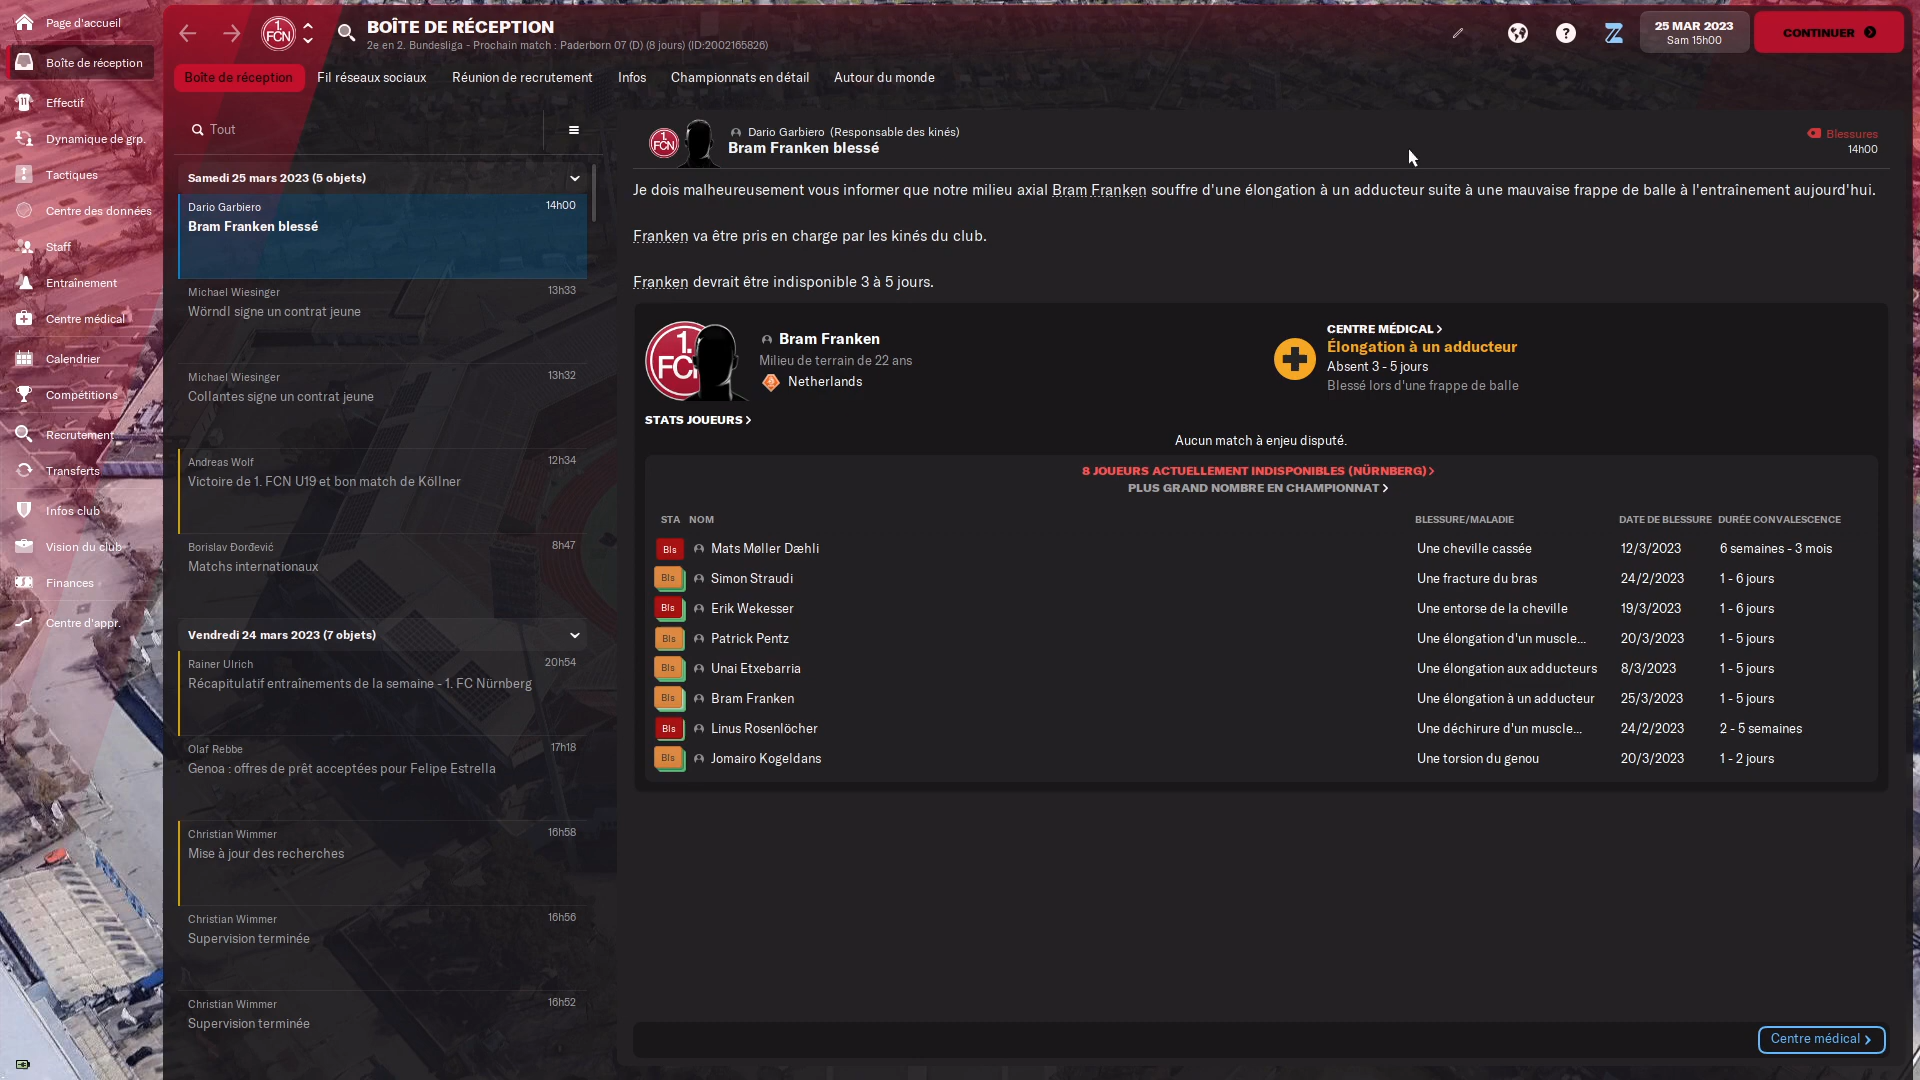 Page d'accueil
Boîte de réception
Effectif
Dynamique de grp.
Tactiques
Centre des données
Staff
Entraînement
Centre médical
Calendrier
Compétitions
Recrutement
Transferts
Infos club
Vision du club
Finances
Centre d'appr.
1. FCN
BOÎTE DE RÉCEPTION
2e en 2. Bundesliga - Prochain match : Paderborn 07 (D) (8 jours) (ID:2002165826)
25 MAR 2023
Sam 15h00
CONTINUER
Boîte de réception
Fil réseaux sociaux
Réunion de recrutement
Infos
Championnats en détail
Autour du monde
Tout
Samedi 25 mars 2023 (5 objets)
Dario Garbiero 14h00
Bram Franken blessé
Michael Wiesinger 13h33
Wörndl signe un contrat jeune
Michael Wiesinger 13h32
Collantes signe un contrat jeune
Andreas Wolf 12h34
Victoire de 1. FCN U19 et bon match de Köllner
Borislav Đorđević 8h47
Matchs internationaux
Vendredi 24 mars 2023 (7 objets)
Rainer Ulrich 20h54
Récapitulatif entraînements de la semaine - 1. FC Nürnberg
Olaf Rebbe 17h18
Genoa : offres de prêt acceptées pour Felipe Estrella
Christian Wimmer 16h58
Mise à jour des recherches
Christian Wimmer 16h56
Supervision terminée
Christian Wimmer 16h52
Supervision terminée
1. FCN
Dario Garbiero (Responsable des kinés)
Bram Franken blessé
Blessures
14h00
Je dois malheureusement vous informer que notre milieu axial Bram Franken souffre d'une élongation à un adducteur suite à une mauvaise frappe de balle à l'entraînement aujourd'hui.
Franken va être pris en charge par les kinés du club.
Franken devrait être indisponible 3 à 5 jours.
1. FC
Bram Franken
Milieu de terrain de 22 ans
Netherlands
CENTRE MÉDICAL
Élongation à un adducteur
Absent 3 - 5 jours
Blessé lors d'une frappe de balle
STATS JOUEURS
Aucun match à enjeu disputé.
8 JOUEURS ACTUELLEMENT INDISPONIBLES (NÜRNBERG)
PLUS GRAND NOMBRE EN CHAMPIONNAT
STA NOM BLESSURE/MALADIE DATE DE BLESSURE DURÉE CONVALESCENCE
Bls Mats Møller Dæhli Une cheville cassée 12/3/2023 6 semaines - 3 mois
Bls Simon Straudi Une fracture du bras 24/2/2023 1 - 6 jours
Bls Erik Wekesser Une entorse de la cheville 19/3/2023 1 - 6 jours
Bls Patrick Pentz Une élongation d'un muscle... 20/3/2023 1 - 5 jours
Bls Unai Etxebarria Une élongation aux adducteurs 8/3/2023 1 - 5 jours
Bls Bram Franken Une élongation à un adducteur 25/3/2023 1 - 5 jours
Bls Linus Rosenlöcher Une déchirure d'un muscle... 24/2/2023 2 - 5 semaines
Bls Jomairo Kogeldans Une torsion du genou 20/3/2023 1 - 2 jours
Centre médical